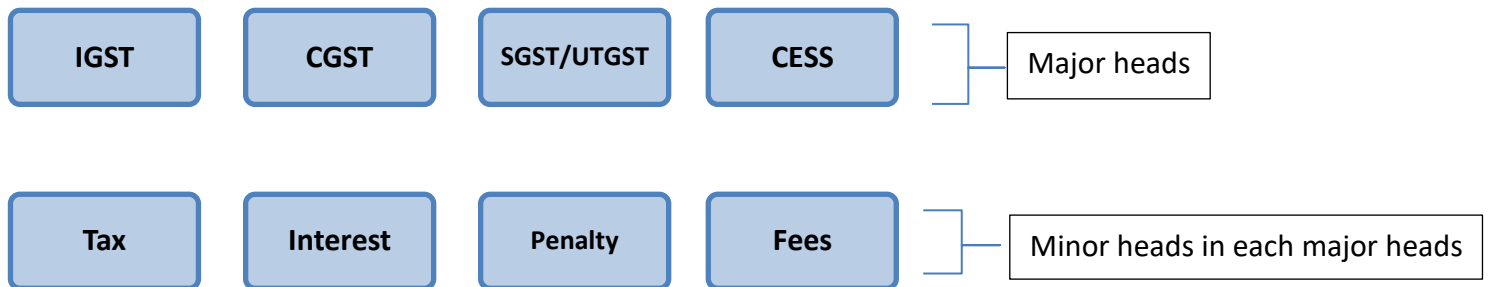 IGST CGST SGST/UTGST CESS Major heads
Tax Interest Penalty Fees Minor heads in each major heads